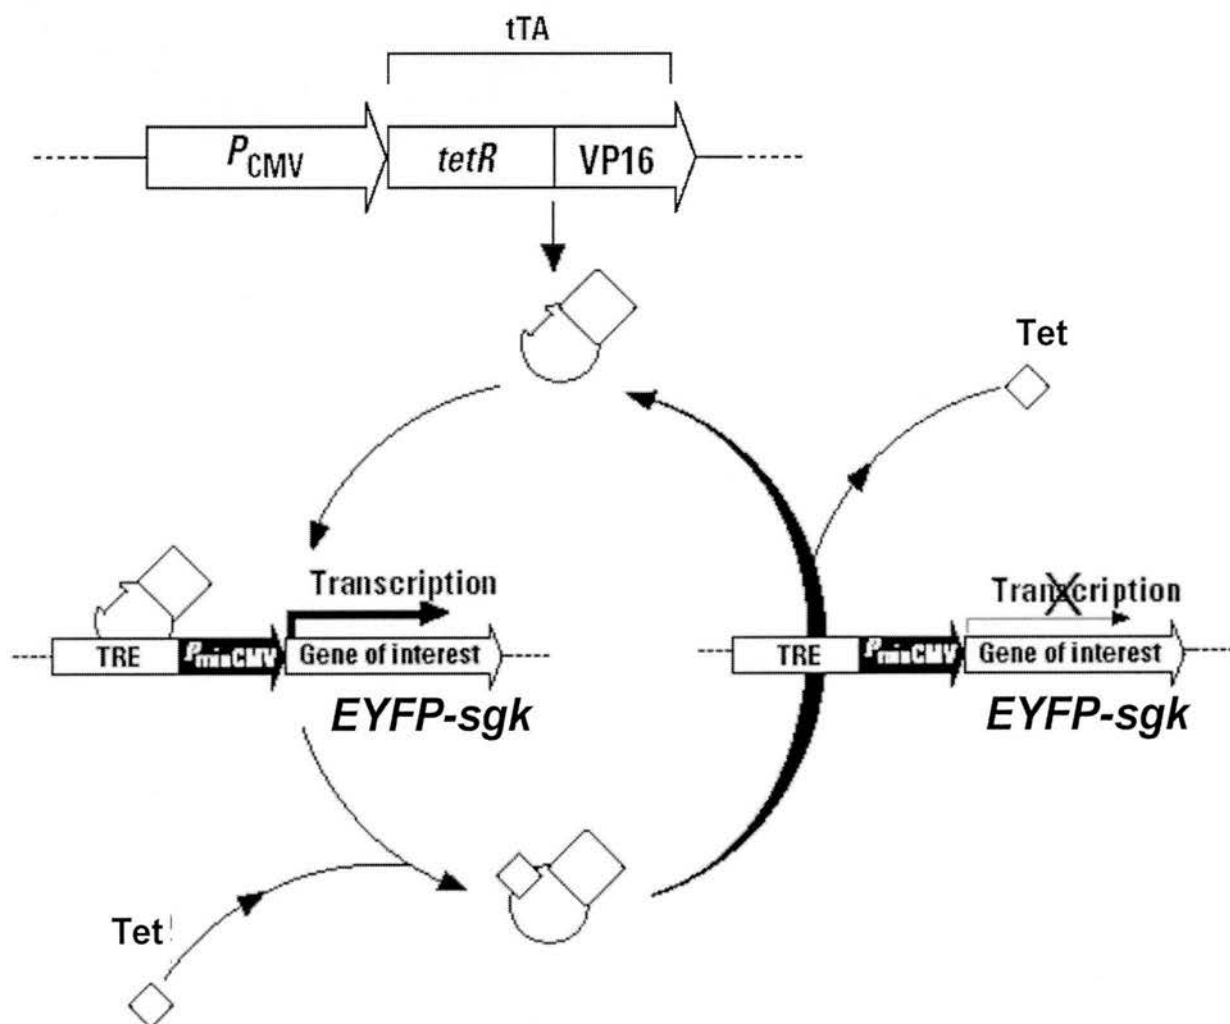 tTA
PCMV tetR VP16
Tet
Transcription
TRE PminCMV Gene of interest
EYFP-sgk
Transcription
TRE PminCMV Gene of interest
EYFP-sgk
Tet